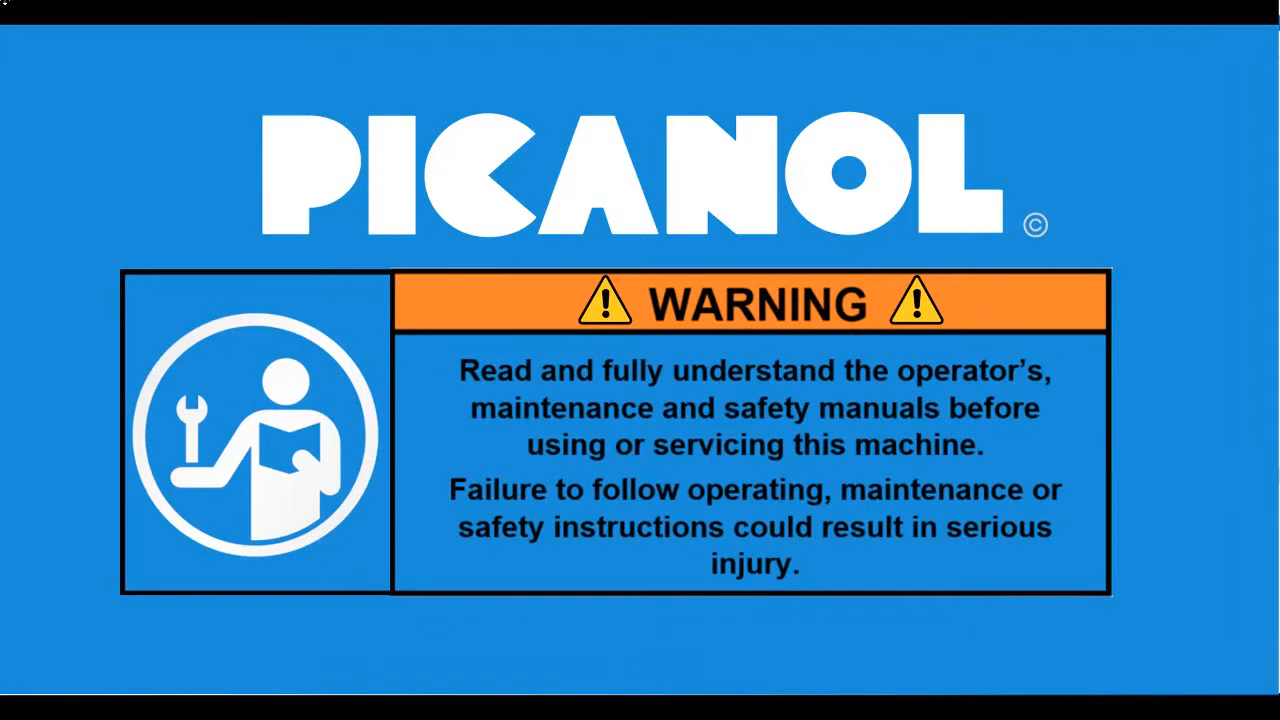 PICANOL ©
WARNING
Read and fully understand the operator’s,
maintenance and safety manuals before
using or servicing this machine.
Failure to follow operating, maintenance or
safety instructions could result in serious
injury.